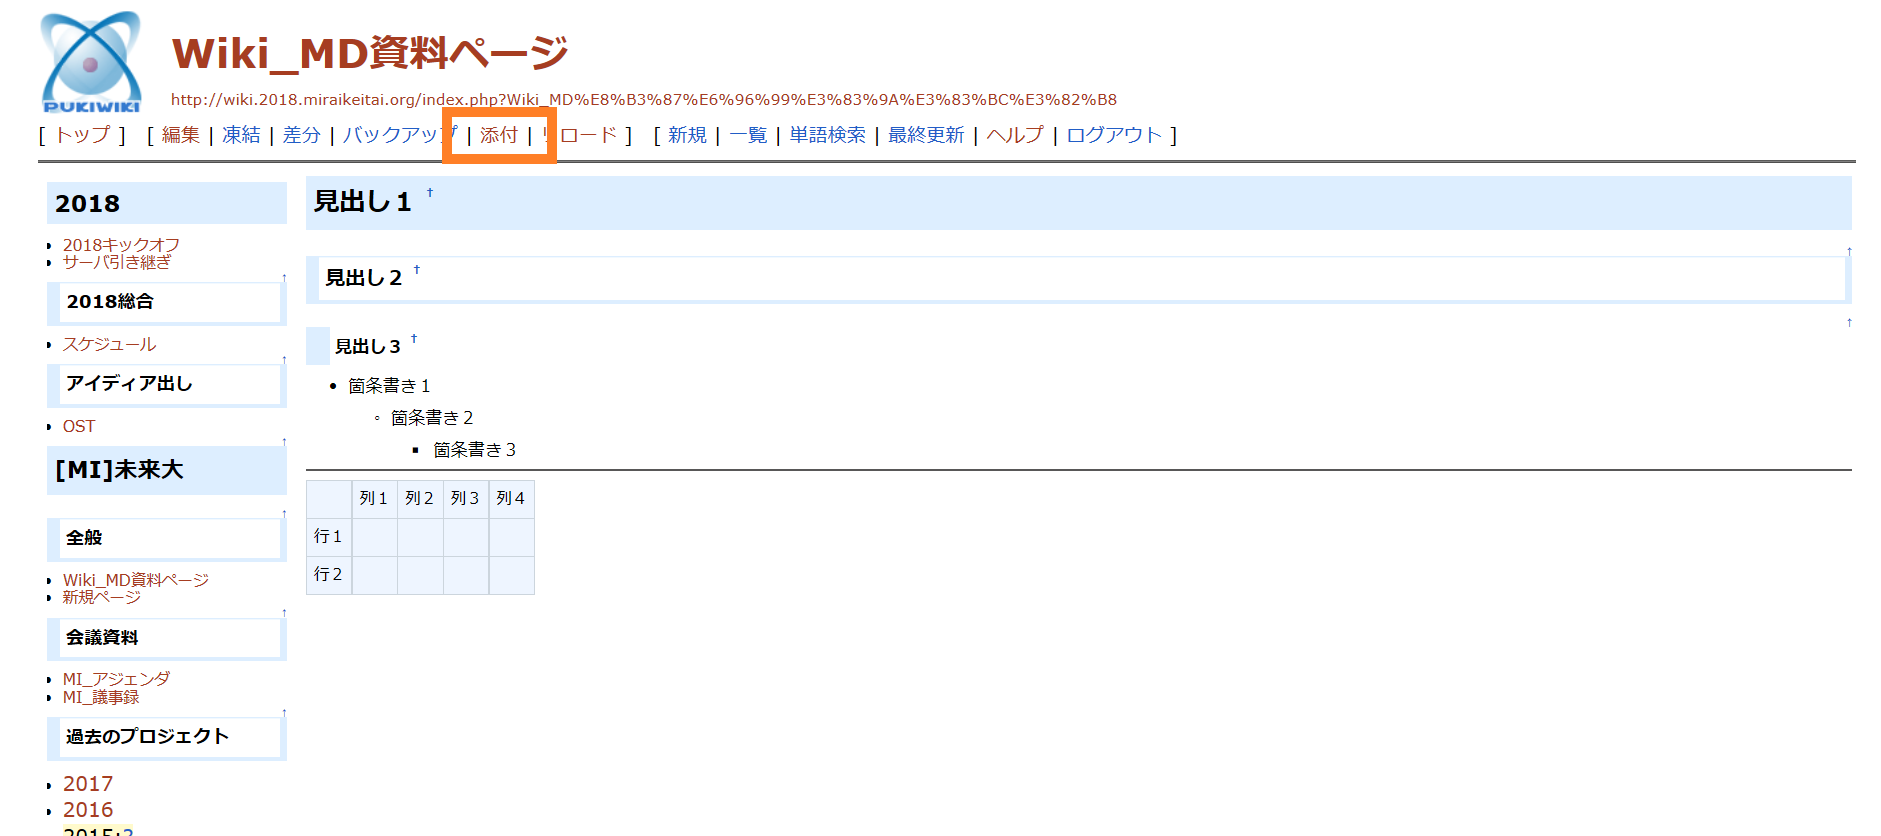 PUKIWIKI
Wiki_MD資料ページ
http://wiki.2018.miraikeitai.org/index.php?Wiki_MD%E8%B3%87%E6%96%99%E3%83%9A%E3%83%BC%E3%82%B8
[ トップ ]   [ 編集 | 凍結 | 差分 | バックアップ | 添付 | リロード ]   [ 新規 | 一覧 | 単語検索 | 最終更新 | ヘルプ | ログアウト ]
2018
• 2018キックオフ
• サーバ引き継ぎ
↑
2018総合
• スケジュール
↑
アイディア出し
• OST
↑
[MI]未来大
↑
全般
• Wiki_MD資料ページ
• 新規ページ
↑
会議資料
• MI_アジェンダ
• MI_議事録
↑
過去のプロジェクト
• 2017
• 2016
2015:?
見出し１ †
↑
見出し２ †
↑
見出し３ †
• 箇条書き１
◦ 箇条書き２
▪ 箇条書き３
列１ 列２ 列３ 列４
行１
行２